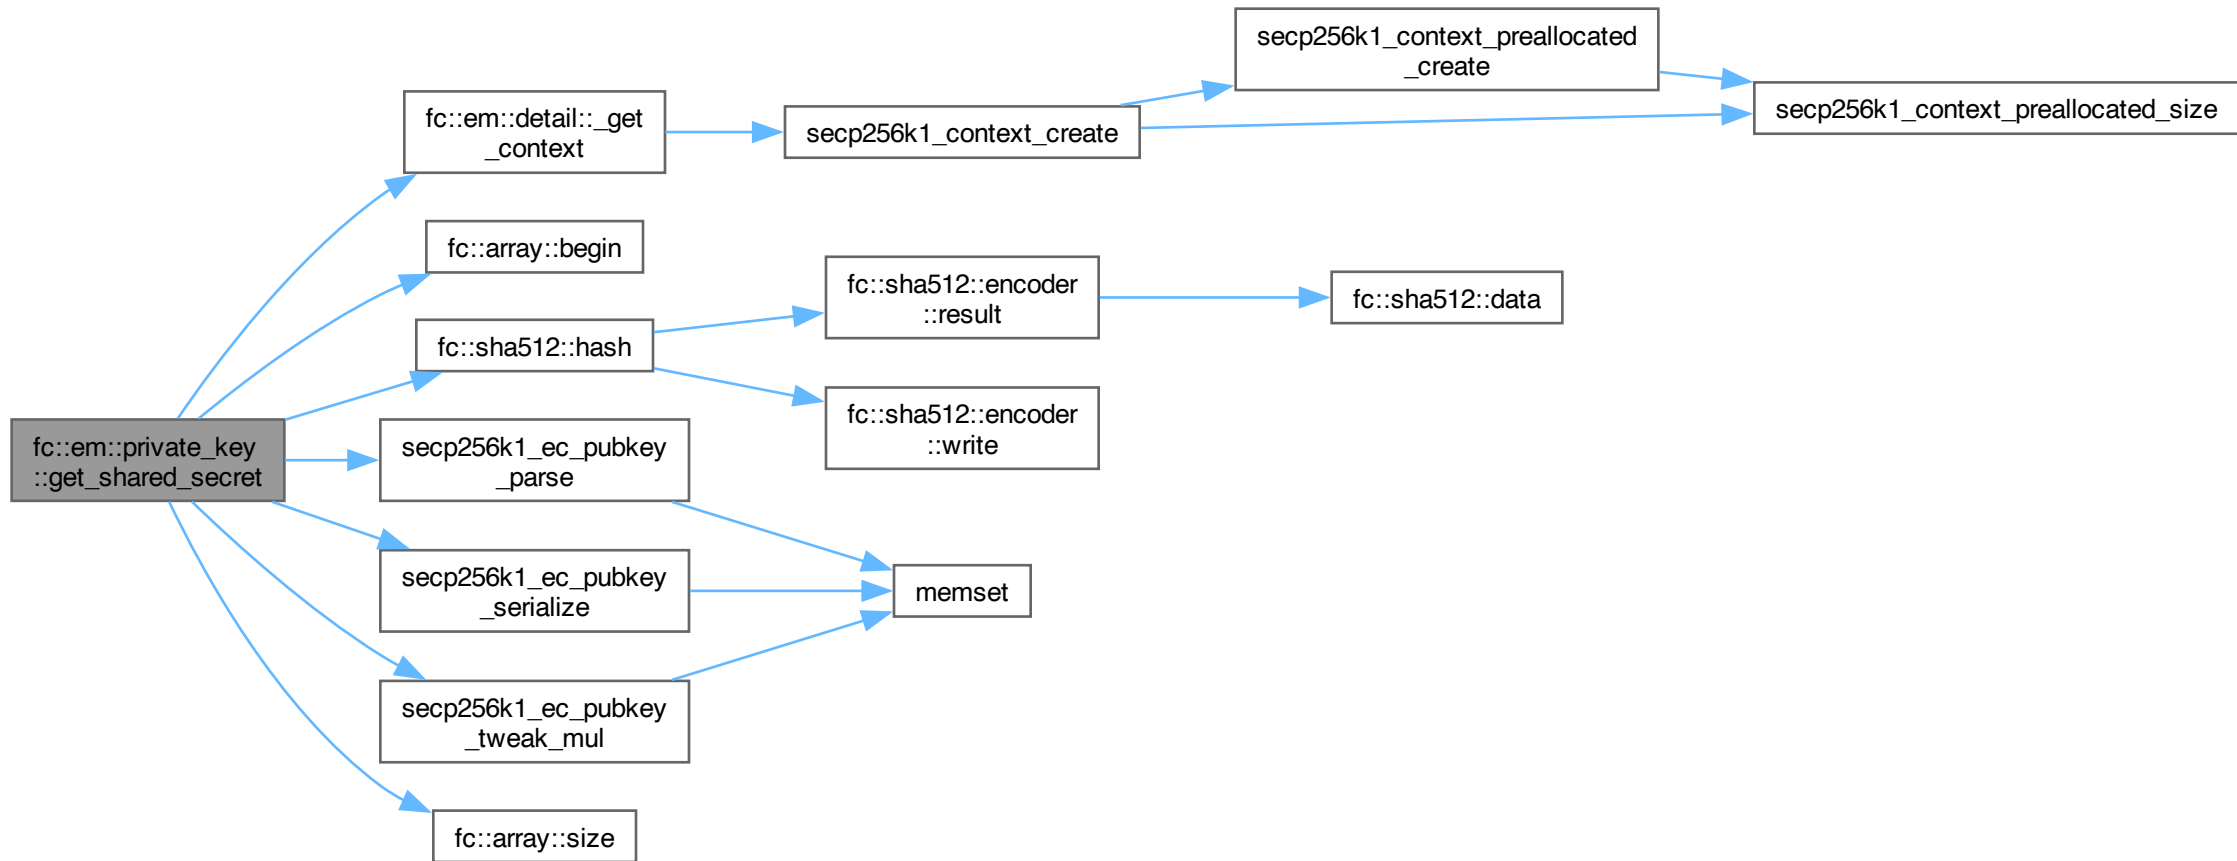 secp256k1_context_preallocated
_create
secp256k1_context_preallocated_size
fc::em::detail::_get
_context
secp256k1_context_create
fc::array::begin
fc::sha512::encoder
::result
fc::sha512::data
fc::sha512::hash
fc::sha512::encoder
::write
fc::em::private_key
::get_shared_secret
secp256k1_ec_pubkey
_parse
secp256k1_ec_pubkey
_serialize
memset
secp256k1_ec_pubkey
_tweak_mul
fc::array::size